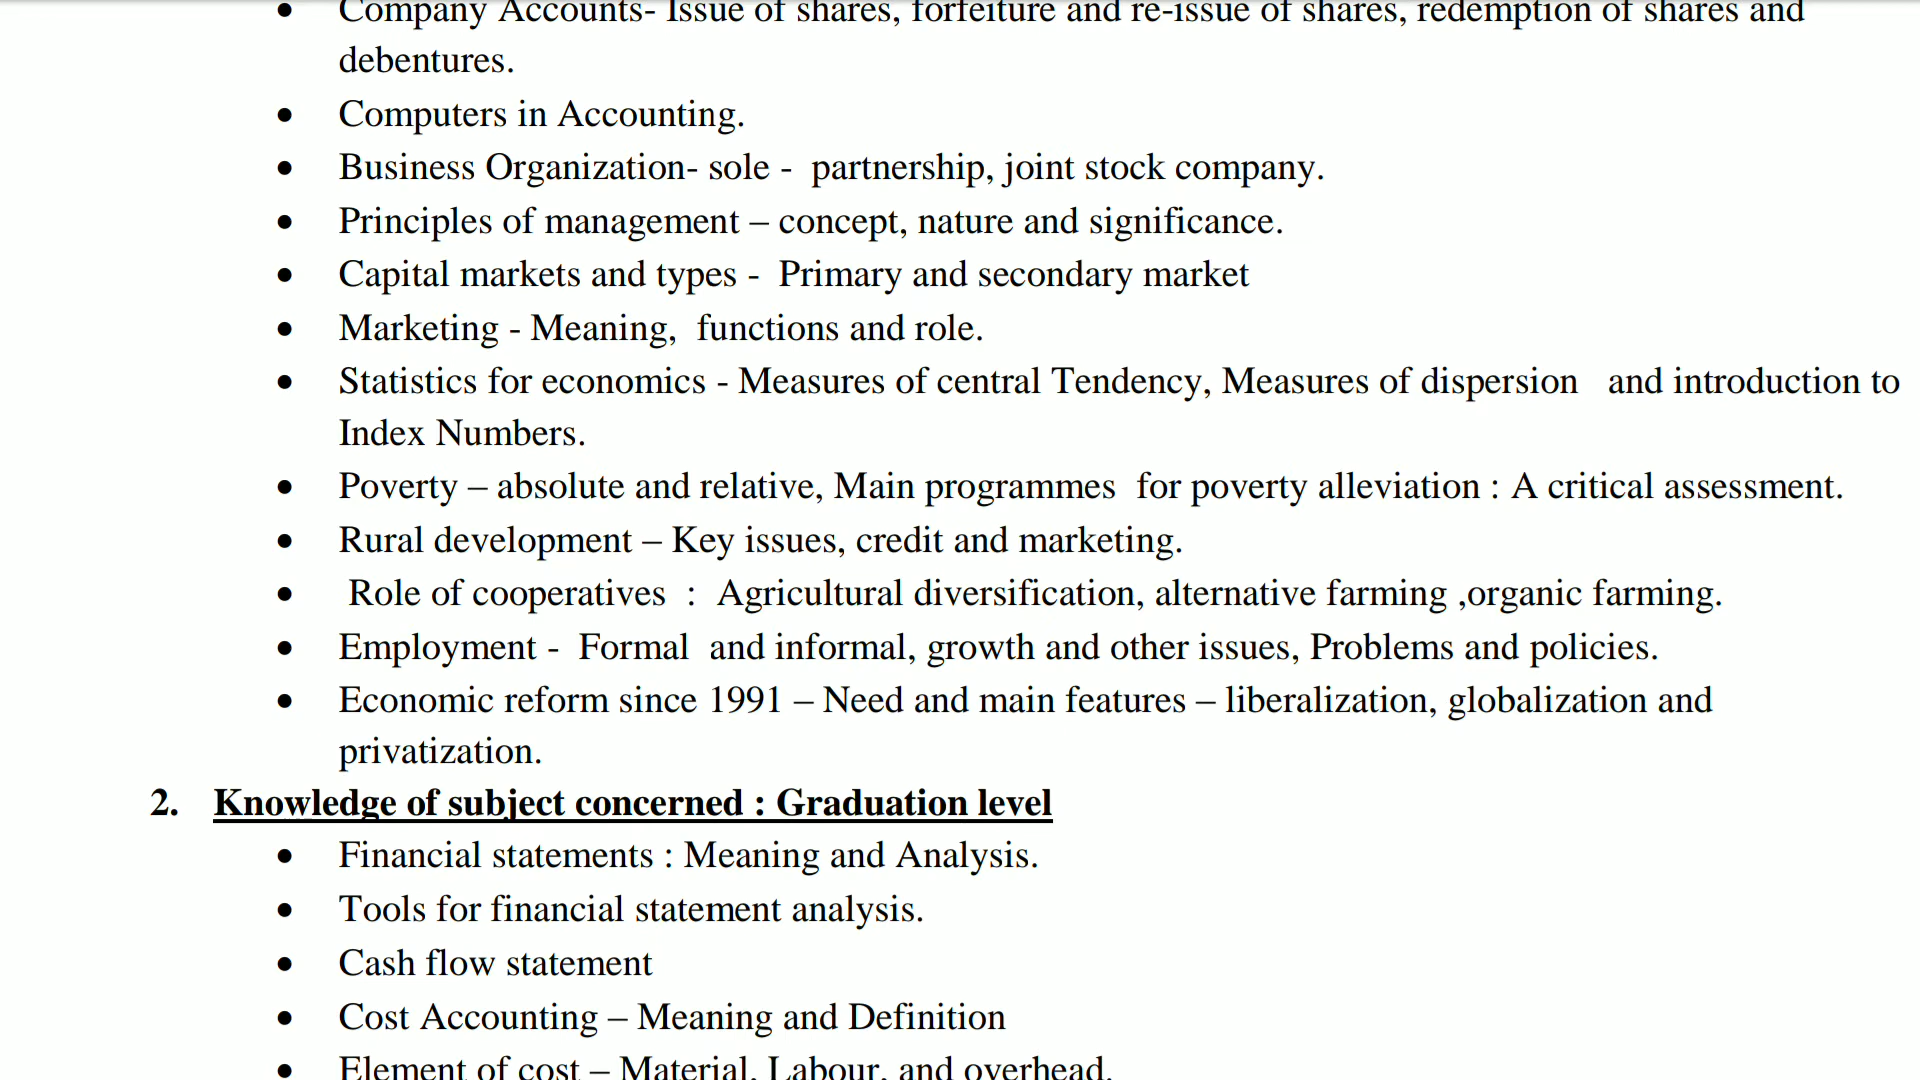 • Company Accounts- Issue of shares, forfeiture and re-issue of shares, redemption of shares and
debentures.
• Computers in Accounting.
• Business Organization- sole -  partnership, joint stock company.
• Principles of management – concept, nature and significance.
• Capital markets and types -  Primary and secondary market
• Marketing - Meaning,  functions and role.
• Statistics for economics - Measures of central Tendency, Measures of dispersion   and introduction to
Index Numbers.
• Poverty – absolute and relative, Main programmes  for poverty alleviation : A critical assessment.
• Rural development – Key issues, credit and marketing.
• Role of cooperatives  :  Agricultural diversification, alternative farming ,organic farming.
• Employment -  Formal  and informal, growth and other issues, Problems and policies.
• Economic reform since 1991 – Need and main features – liberalization, globalization and
privatization.
2. Knowledge of subject concerned : Graduation level
• Financial statements : Meaning and Analysis.
• Tools for financial statement analysis.
• Cash flow statement
• Cost Accounting – Meaning and Definition
• Element of cost – Material, Labour, and overhead.